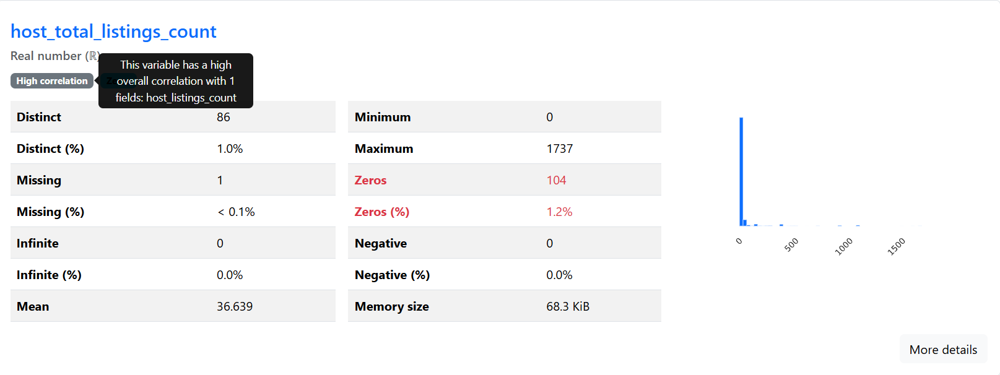 host_total_listings_count
Real number (ℝ)
High correlation
This variable has a high
overall correlation with 1
fields: host_listings_count
Distinct 86
Distinct (%) 1.0%
Missing 1
Missing (%) < 0.1%
Infinite 0
Infinite (%) 0.0%
Mean 36.639
Minimum 0
Maximum 1737
Zeros 104
Zeros (%) 1.2%
Negative 0
Negative (%) 0.0%
Memory size 68.3 KiB
0 500 1000 1500
More details